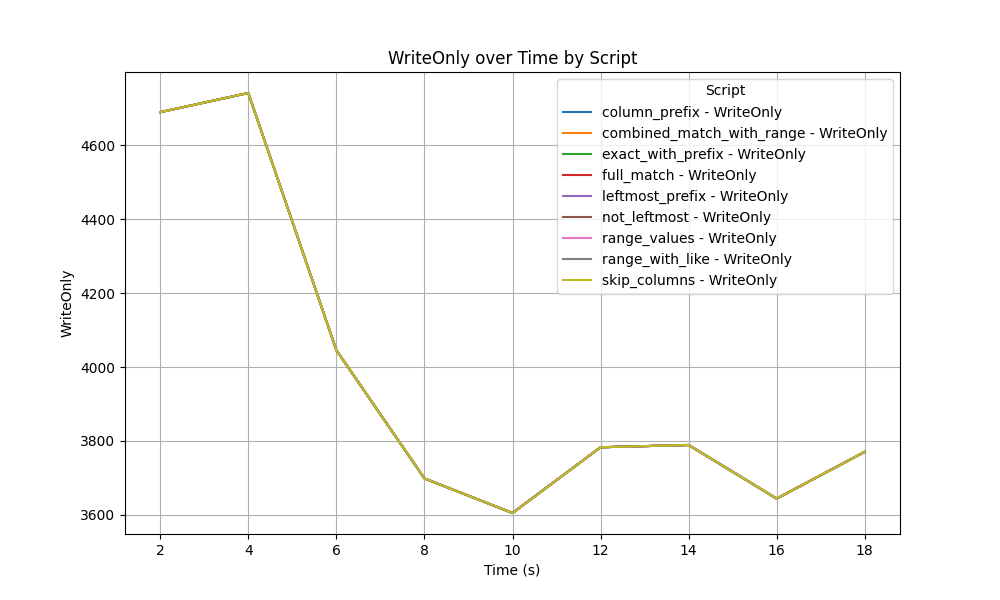 WriteOnly over Time by Script
Script
column_prefix - WriteOnly
combined_match_with_range - WriteOnly
exact_with_prefix - WriteOnly
full_match - WriteOnly
leftmost_prefix - WriteOnly
not_leftmost - WriteOnly
range_values - WriteOnly
range_with_like - WriteOnly
skip_columns - WriteOnly
WriteOnly
4600
4400
4200
4000
3800
3600
2 4 6 8 10 12 14 16 18
Time (s)